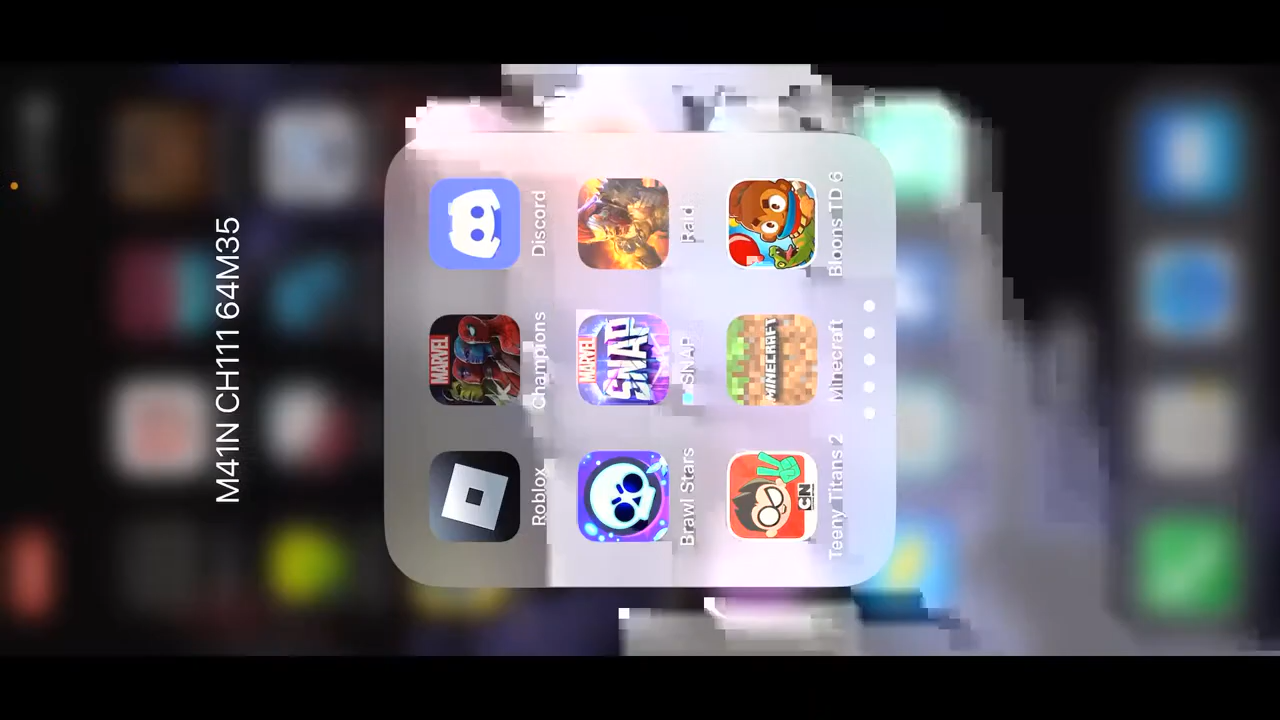 M41N CH111 64M35
MARVEL
Roblox
Champions
Discord
MARVEL
SNAP
Brawl Stars
SNAP
Raid
CN
MINECRAFT
Teeny Titans 2
Minecraft
Bloons TD 6